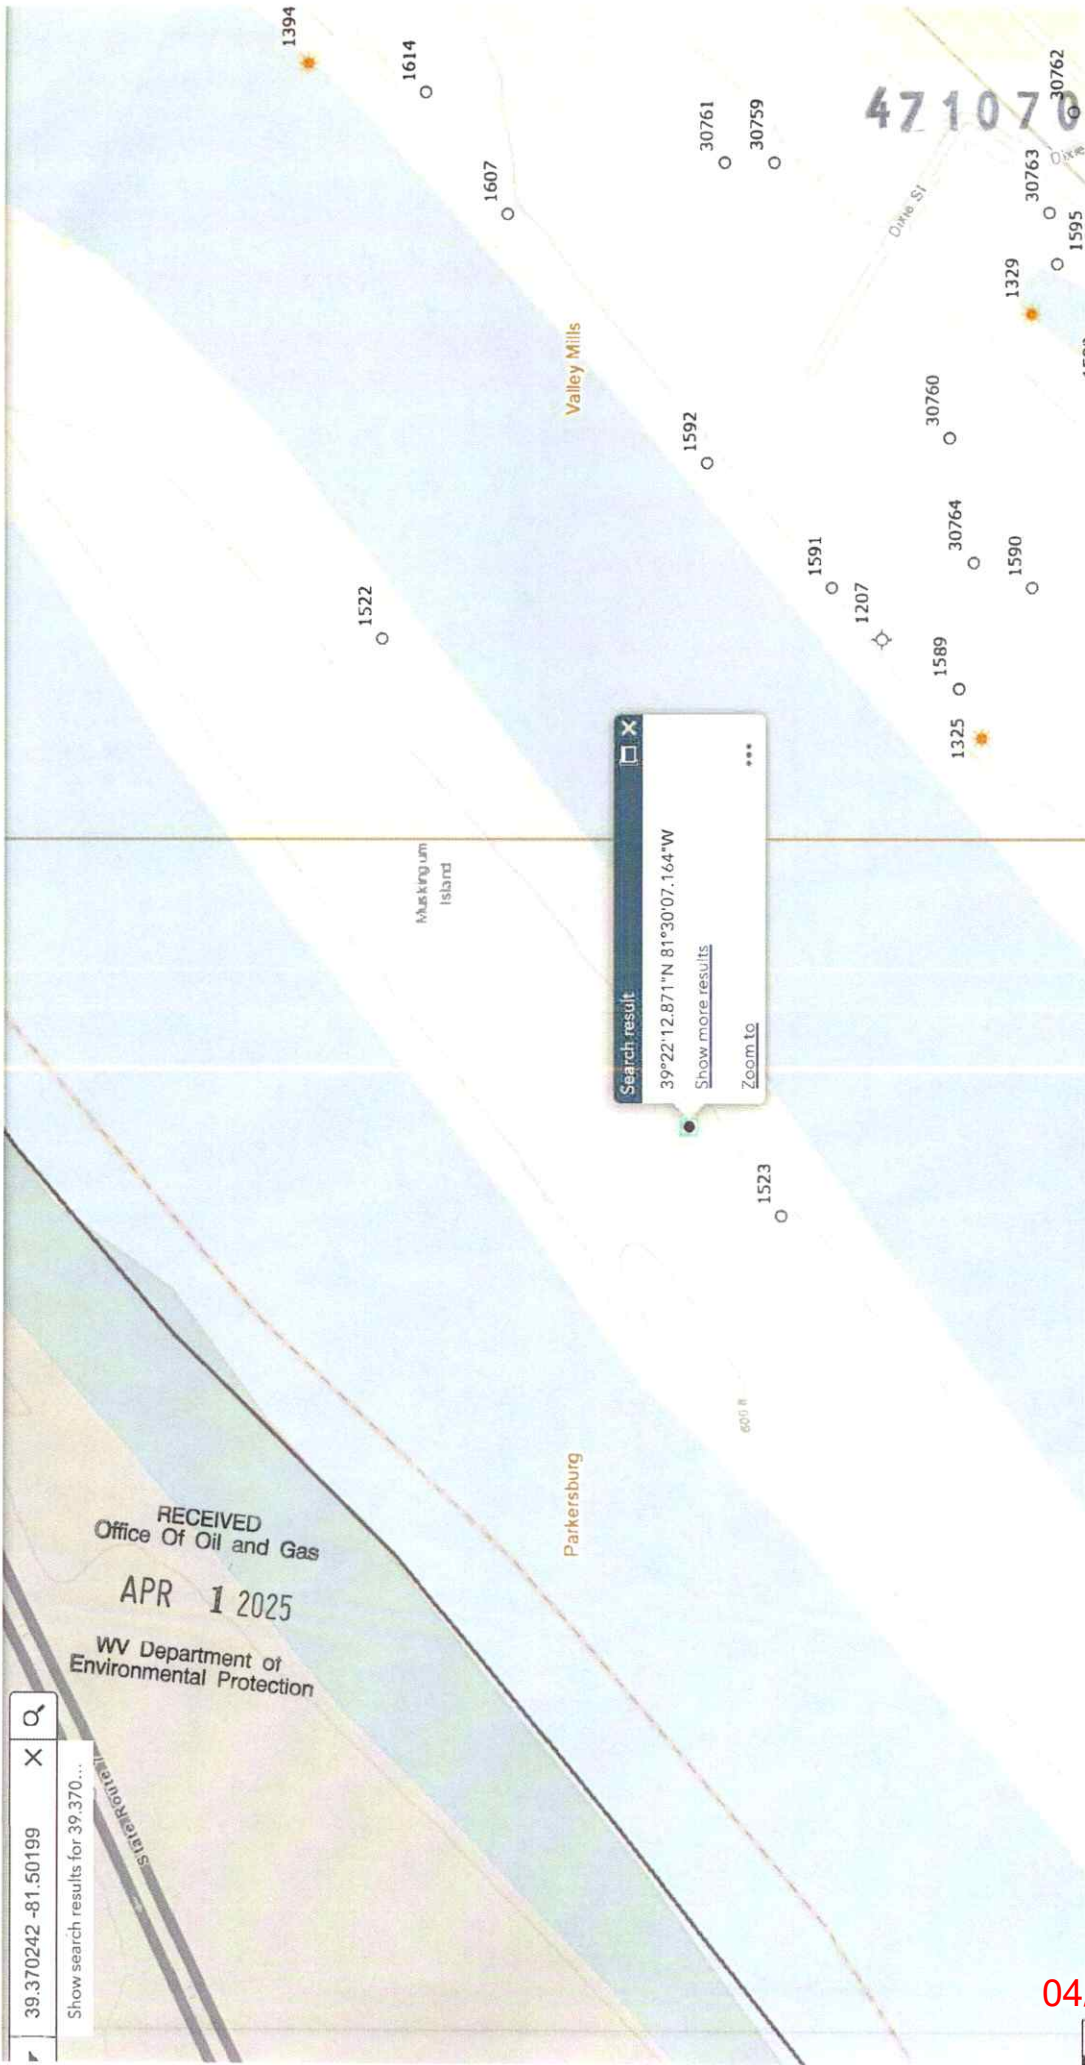 39.370242 -81.50199
Show search results for 39.370...
State Route
RECEIVED
Office Of Oil and Gas
APR 1 2025
WV Department of
Environmental Protection
Parkersburg
600 ft
1523
Search result
39°22'12.871"N 81°30'07.164"W
Show more results
Zoom to
Muskingum
Island
1522
1325
1589
1207
1591
1590
30764
30760
1592
Valley Mills
1329
1595
30763
30762
Dixie St
Dixie
30759
30761
1607
1614
1394
471070
04